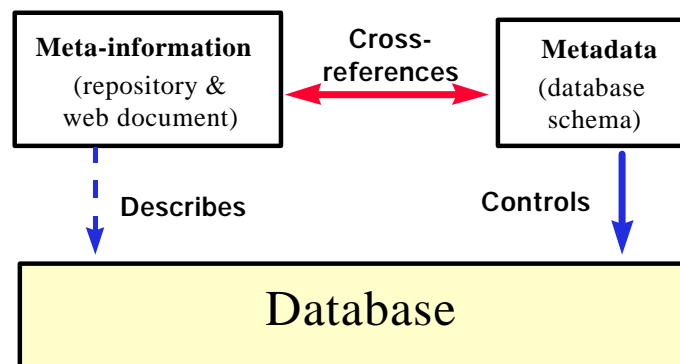 Meta-information
(repository &
web document)
Cross-
references
Metadata
(database
schema)
Describes
Controls
Database